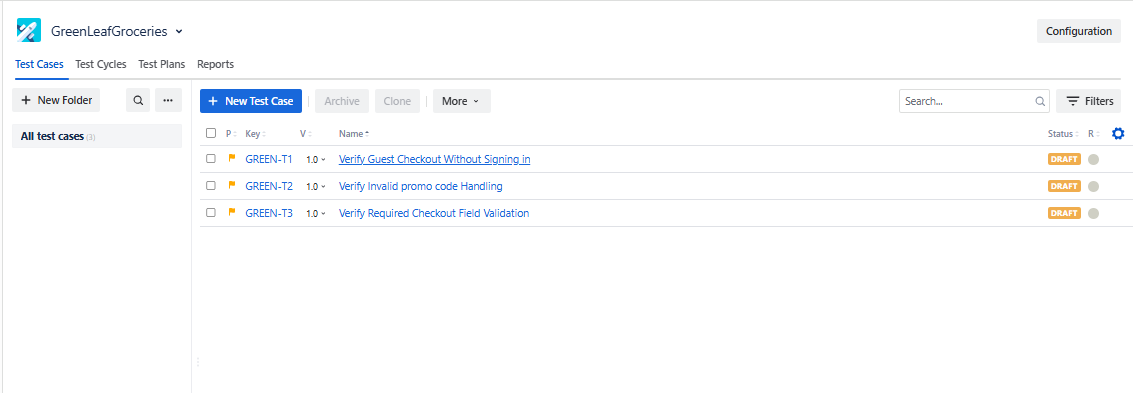 GreenLeafGroceries
Configuration
Test Cases Test Cycles Test Plans Reports
+ New Folder ...
+ New Test Case Archive Clone More Search... Filters
All test cases (3)
P Key V Name Status R
GREEN-T1 1.0 Verify Guest Checkout Without Signing in DRAFT
GREEN-T2 1.0 Verify Invalid promo code Handling DRAFT
GREEN-T3 1.0 Verify Required Checkout Field Validation DRAFT